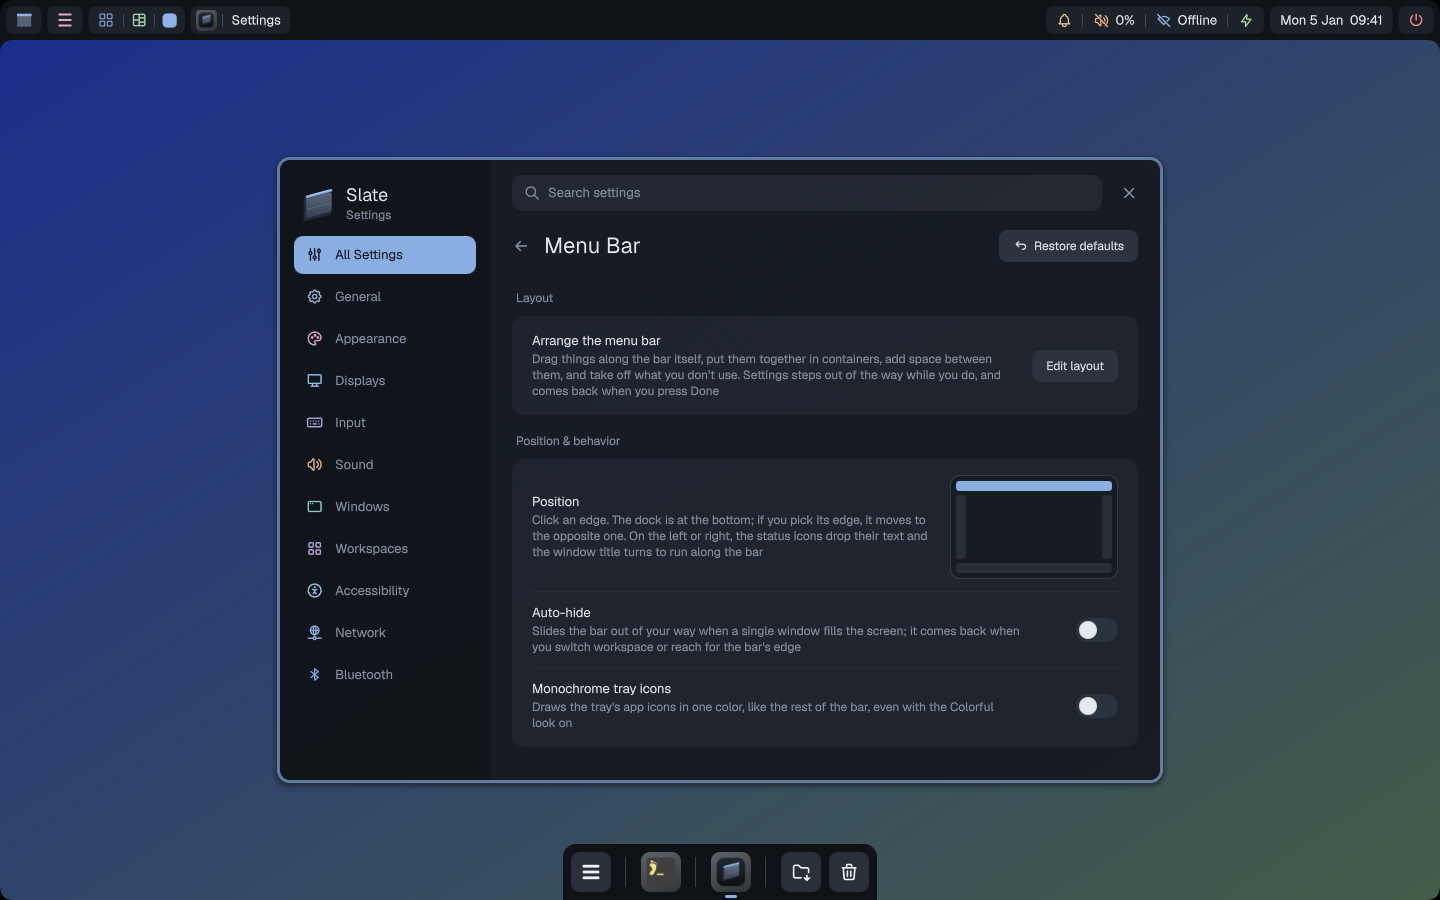 Settings
0%
Offline
Mon 5 Jan 09:41
Slate
Settings
Search settings
All Settings
General
Appearance
Displays
Input
Sound
Windows
Workspaces
Accessibility
Network
Bluetooth
Menu Bar
Restore defaults
Layout
Arrange the menu bar
Drag things along the bar itself, put them together in containers, add space between
them, and take off what you don't use. Settings steps out of the way while you do, and
comes back when you press Done
Edit layout
Position & behavior
Position
Click an edge. The dock is at the bottom; if you pick its edge, it moves to
the opposite one. On the left or right, the status icons drop their text and
the window title turns to run along the bar
Auto-hide
Slides the bar out of your way when a single window fills the screen; it comes back when
you switch workspace or reach for the bar's edge
Monochrome tray icons
Draws the tray's app icons in one color, like the rest of the bar, even with the Colorful
look on